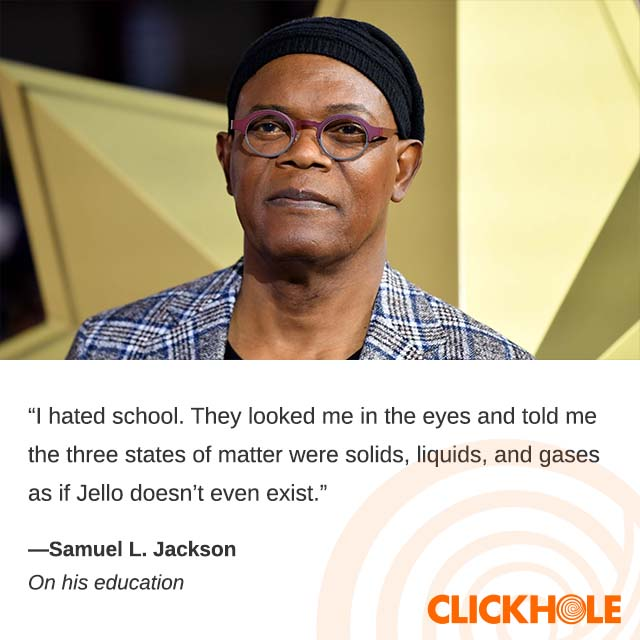 “I hated school. They looked me in the eyes and told me
the three states of matter were solids, liquids, and gases
as if Jello doesn’t even exist.”
—Samuel L. Jackson
On his education
CLICKHOLE